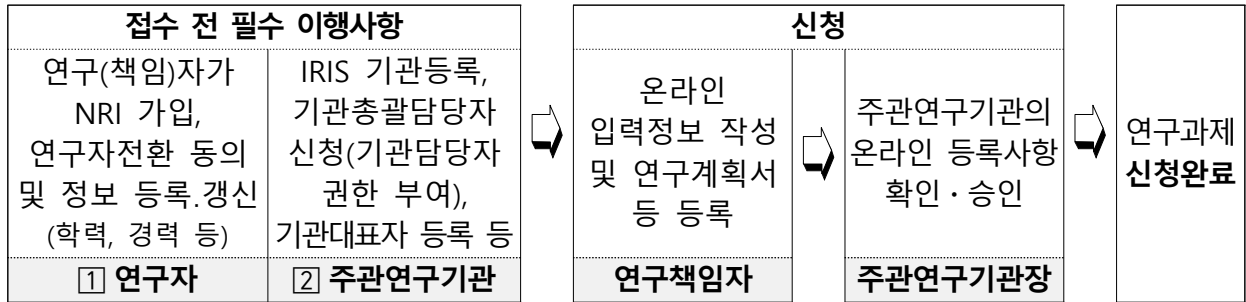 접수 전 필수 이행사항
연구(책임)자가
NRI 가입,
연구자전환 동의
및 정보 등록.갱신
(학력, 경력 등)
1 연구자
IRIS 기관등록,
기관총괄담당자
신청(기관담당자
권한 부여),
기관대표자 등록 등
2 주관연구기관
신청
온라인
입력정보 작성
및 연구계획서
등 등록
연구책임자
주관연구기관의
온라인 등록사항
확인・승인
주관연구기관장
연구과제
신청완료